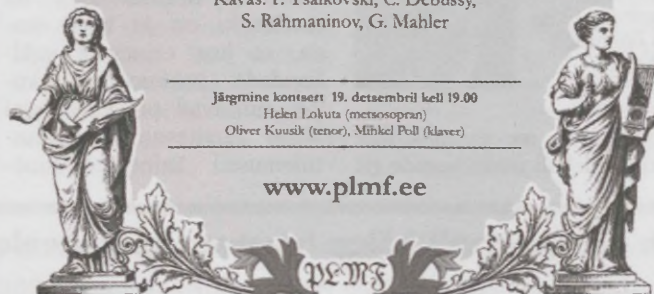 Kavas: P. Tšaikovski, C. Debussy,
S. Rahmaninov, G. Mahler
Järgmine kontsert 19. detsembril kell 19.00
Helen Lokuta (metsosopran)
Oliver Kuusik (tenor), Mihkel Poll (klaver)
www.plmf.ee
PLMF